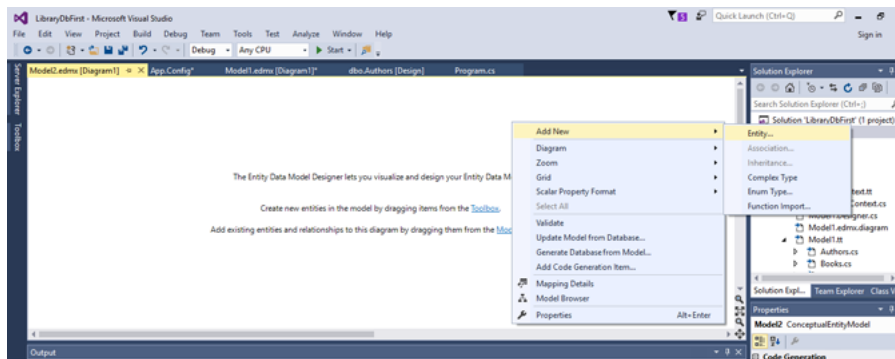 LibraryDbFirst - Microsoft Visual Studio
Quick Launch (Ctrl+Q)
File Edit View Project Build Debug Team Tools Test Analyze Window Help
Sign in
Debug Any CPU Start
Server Explorer
Toolbox
Model2.edmx [Diagram1] App.Config* Model1.edmx [Diagram1]* dbo.Authors [Design] Program.cs
The Entity Data Model Designer lets you visualize and design your Entity Data M
Create new entities in the model by dragging items from the Toolbox.
Add existing entities and relationships to this diagram by dragging them from the Mod
Add New
Diagram
Zoom
Grid
Scalar Property Format
Select All
Validate
Update Model from Database...
Generate Database from Model...
Add Code Generation Item...
Mapping Details
Model Browser
Properties Alt+Enter
Entity...
Association...
Inheritance...
Complex Type
Enum Type...
Function Import...
Solution Explorer
Search Solution Explorer (Ctrl+;)
Solution 'LibraryDbFirst' (1 project)
text.tt
Context.cs
Model1.Designer.cs
Model1.edmx.diagram
Model1.tt
Authors.cs
Books.cs
Solution Expl... Team Explorer Class V
Properties
Model2 ConceptualEntityModel
Code Generation
Output